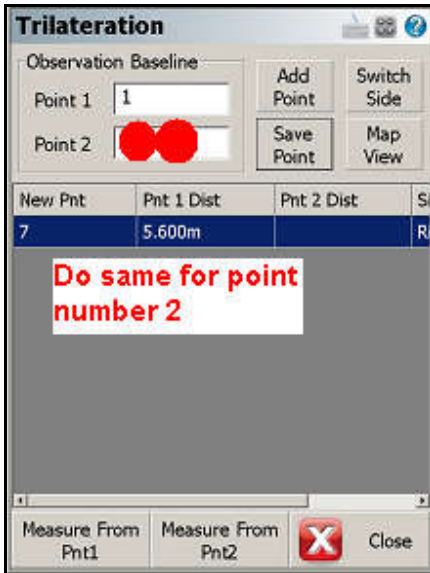 Trilateration
Observation Baseline
Point 1 1
Point 2
Add Point
Switch Side
Save Point
Map View
New Pnt Pnt 1 Dist Pnt 2 Dist
7 5.600m
Do same for point
number 2
Measure From Pnt1
Measure From Pnt2
Close